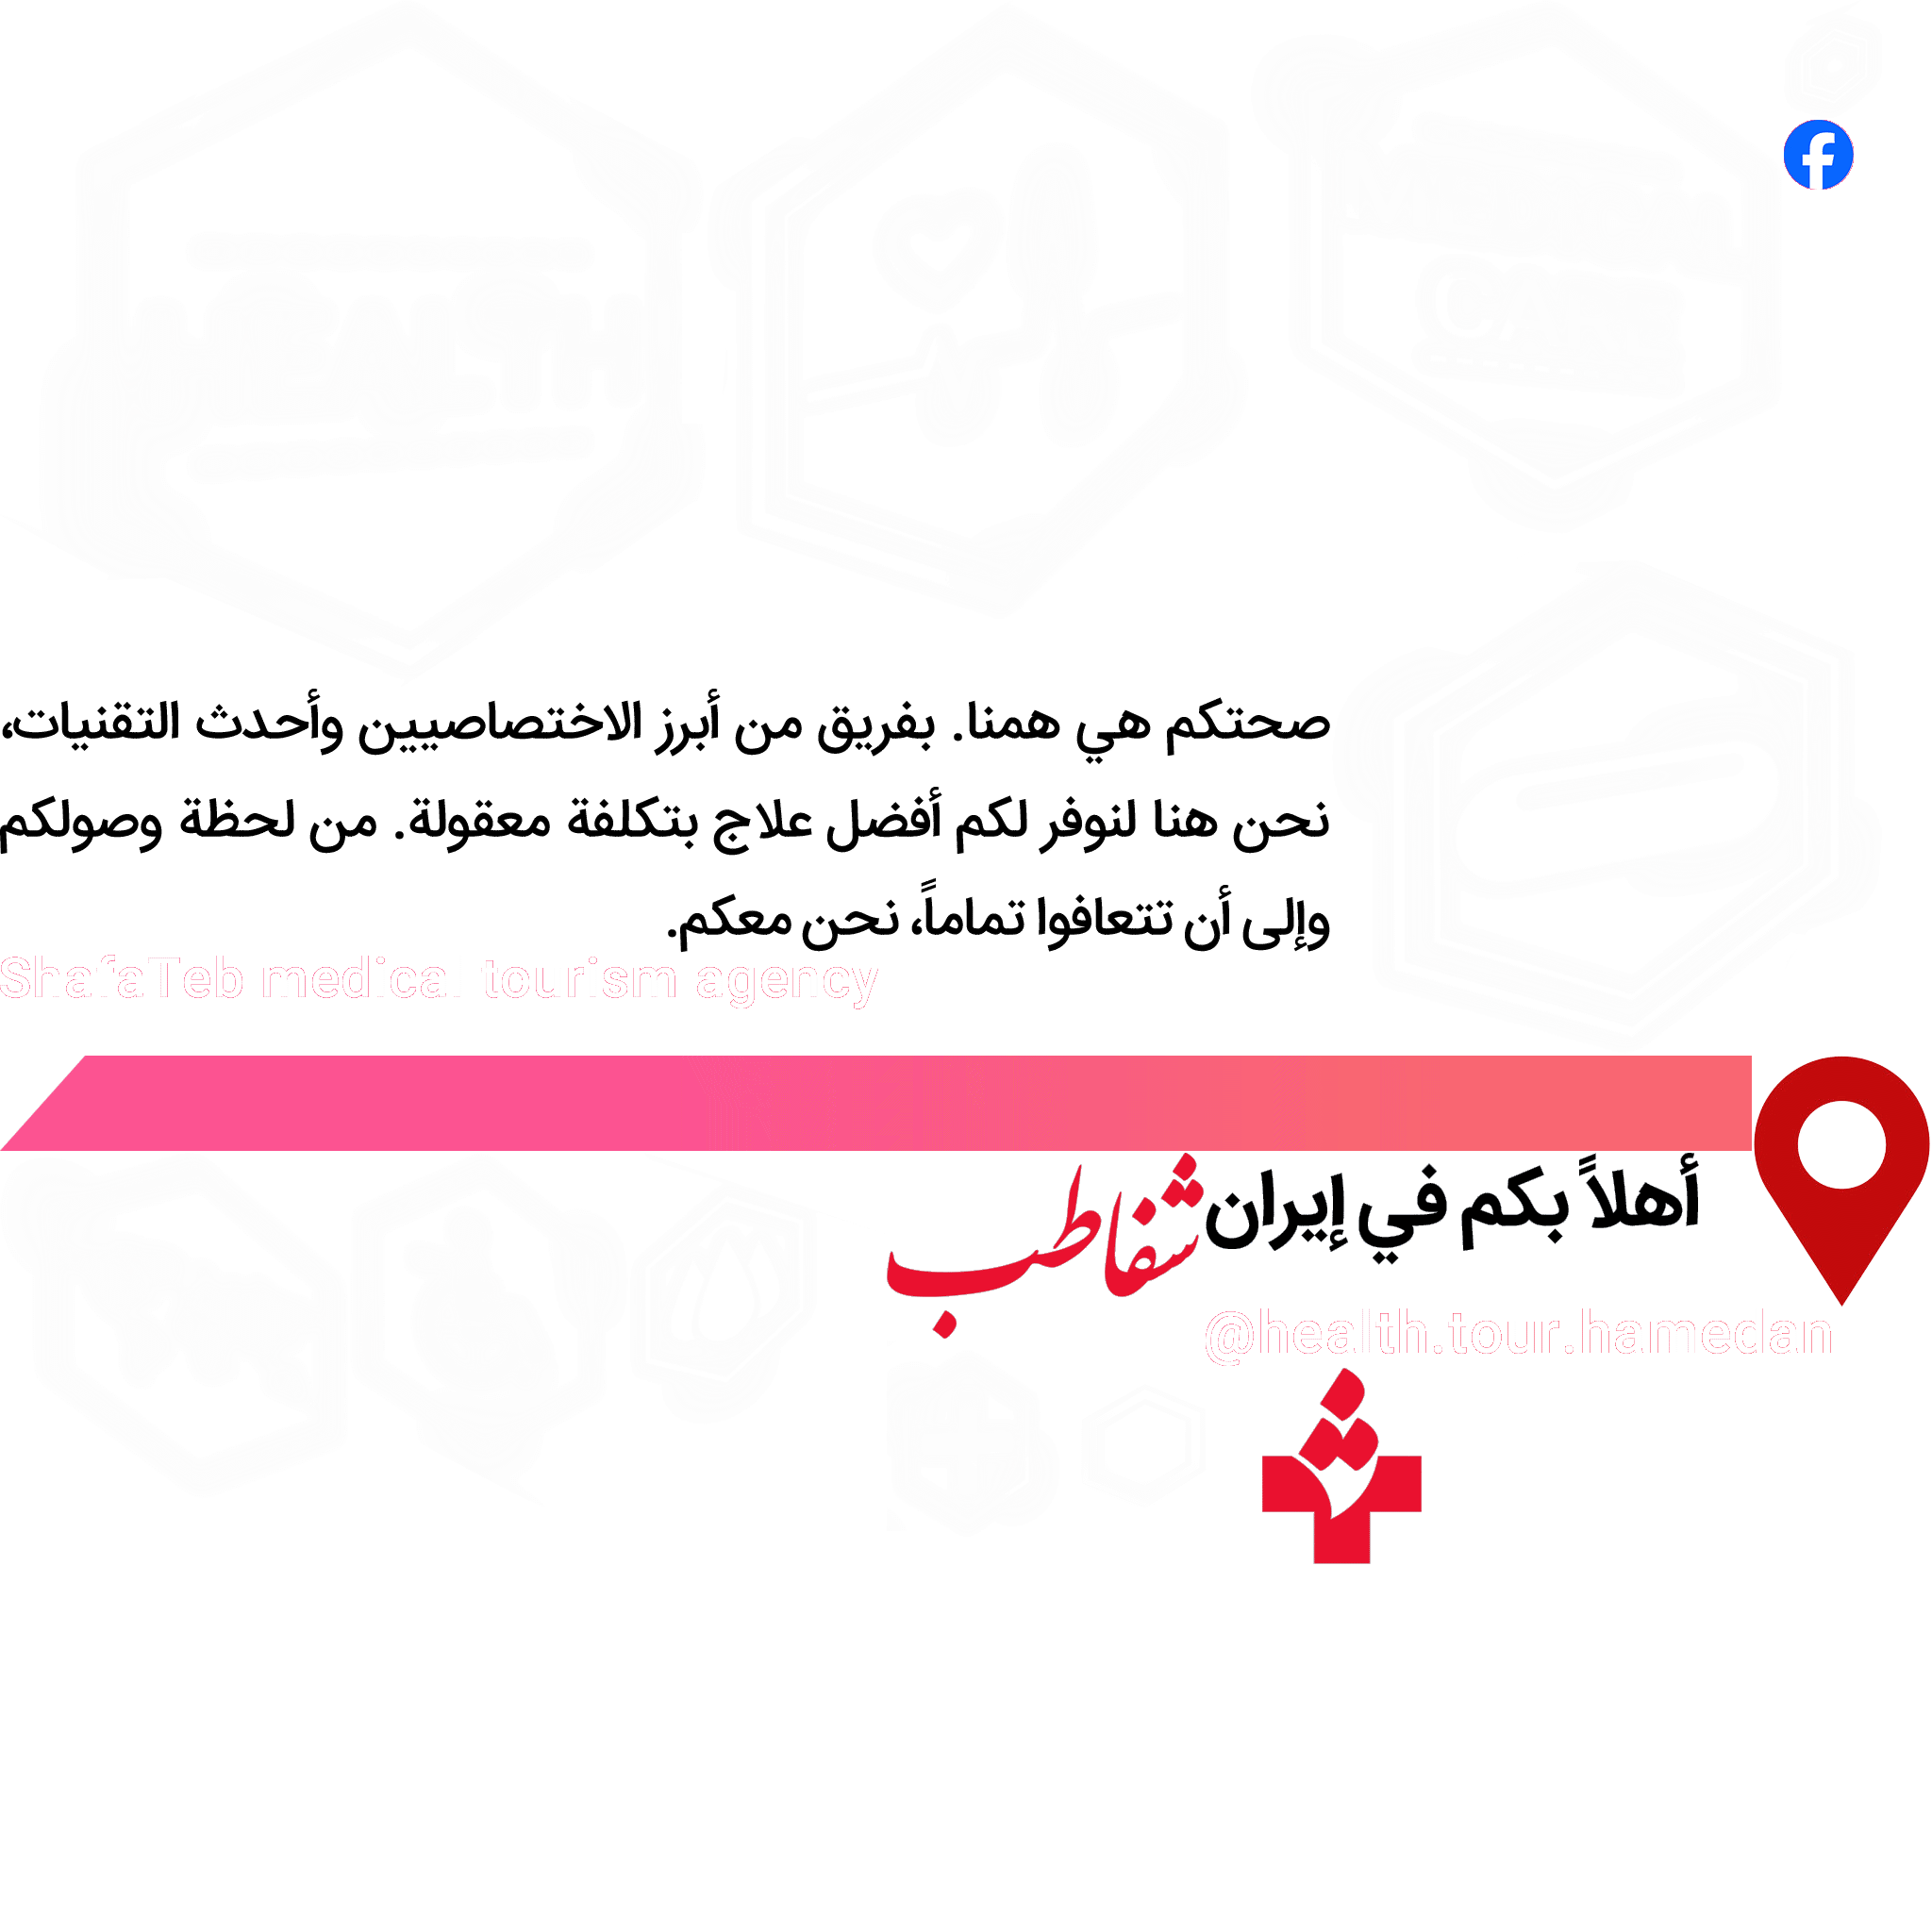 صحتكم هي همنا. بفريق من أبرز الاختصاصيين وأحدث التقنيات،
نحن هنا لنوفر لكم أفضل علاج بتكلفة معقولة. من لحظة وصولكم
وإلى أن تتعافوا تماماً، نحن معكم.
ShafaTeb medical tourism agency
أهلاً بكم في إيران
شفاطب
@health.tour.hamedan